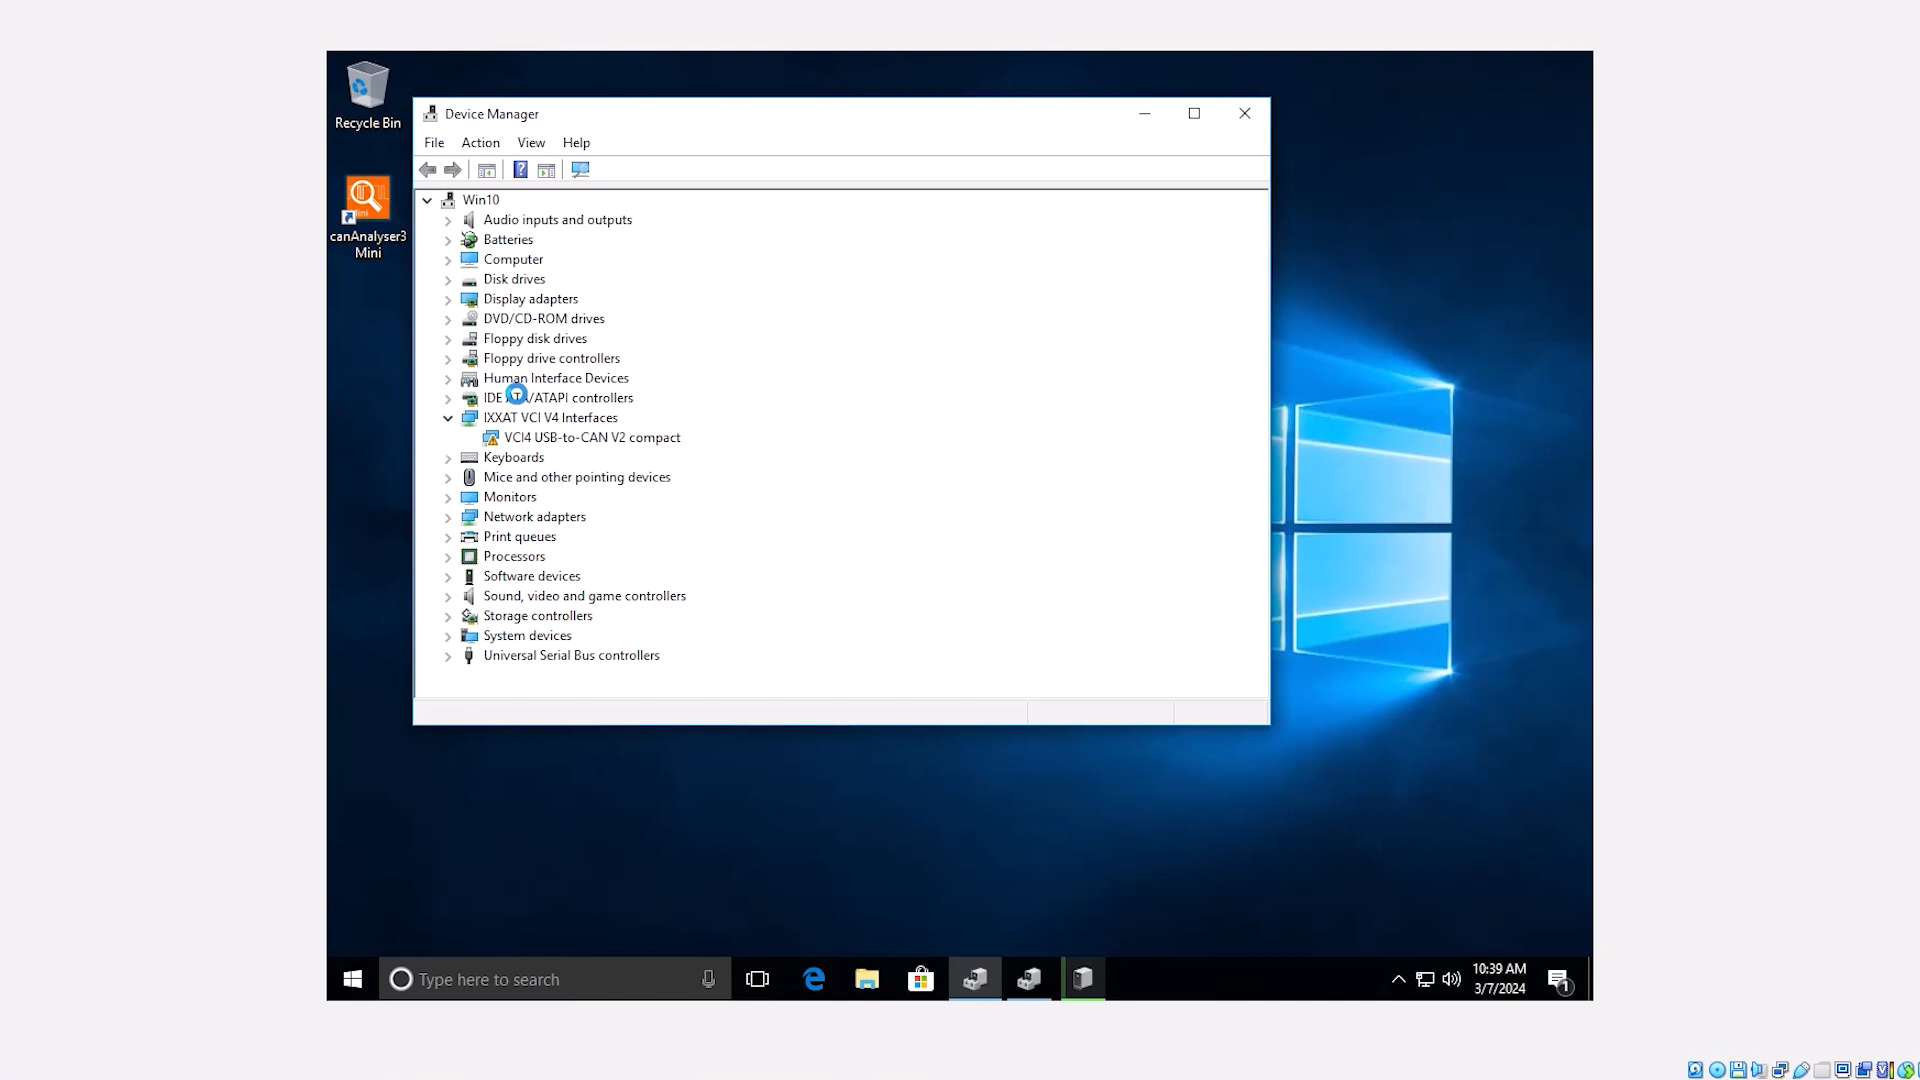 Recycle Bin
canAnalyser3
Mini
Device Manager
File Action View Help
Win10
Audio inputs and outputs
Batteries
Computer
Disk drives
Display adapters
DVD/CD-ROM drives
Floppy disk drives
Floppy drive controllers
Human Interface Devices
IDE /ATAPI controllers
IXXAT VCI V4 Interfaces
VCI4 USB-to-CAN V2 compact
Keyboards
Mice and other pointing devices
Monitors
Network adapters
Print queues
Processors
Software devices
Sound, video and game controllers
Storage controllers
System devices
Universal Serial Bus controllers
Type here to search
10:39 AM
3/7/2024
1